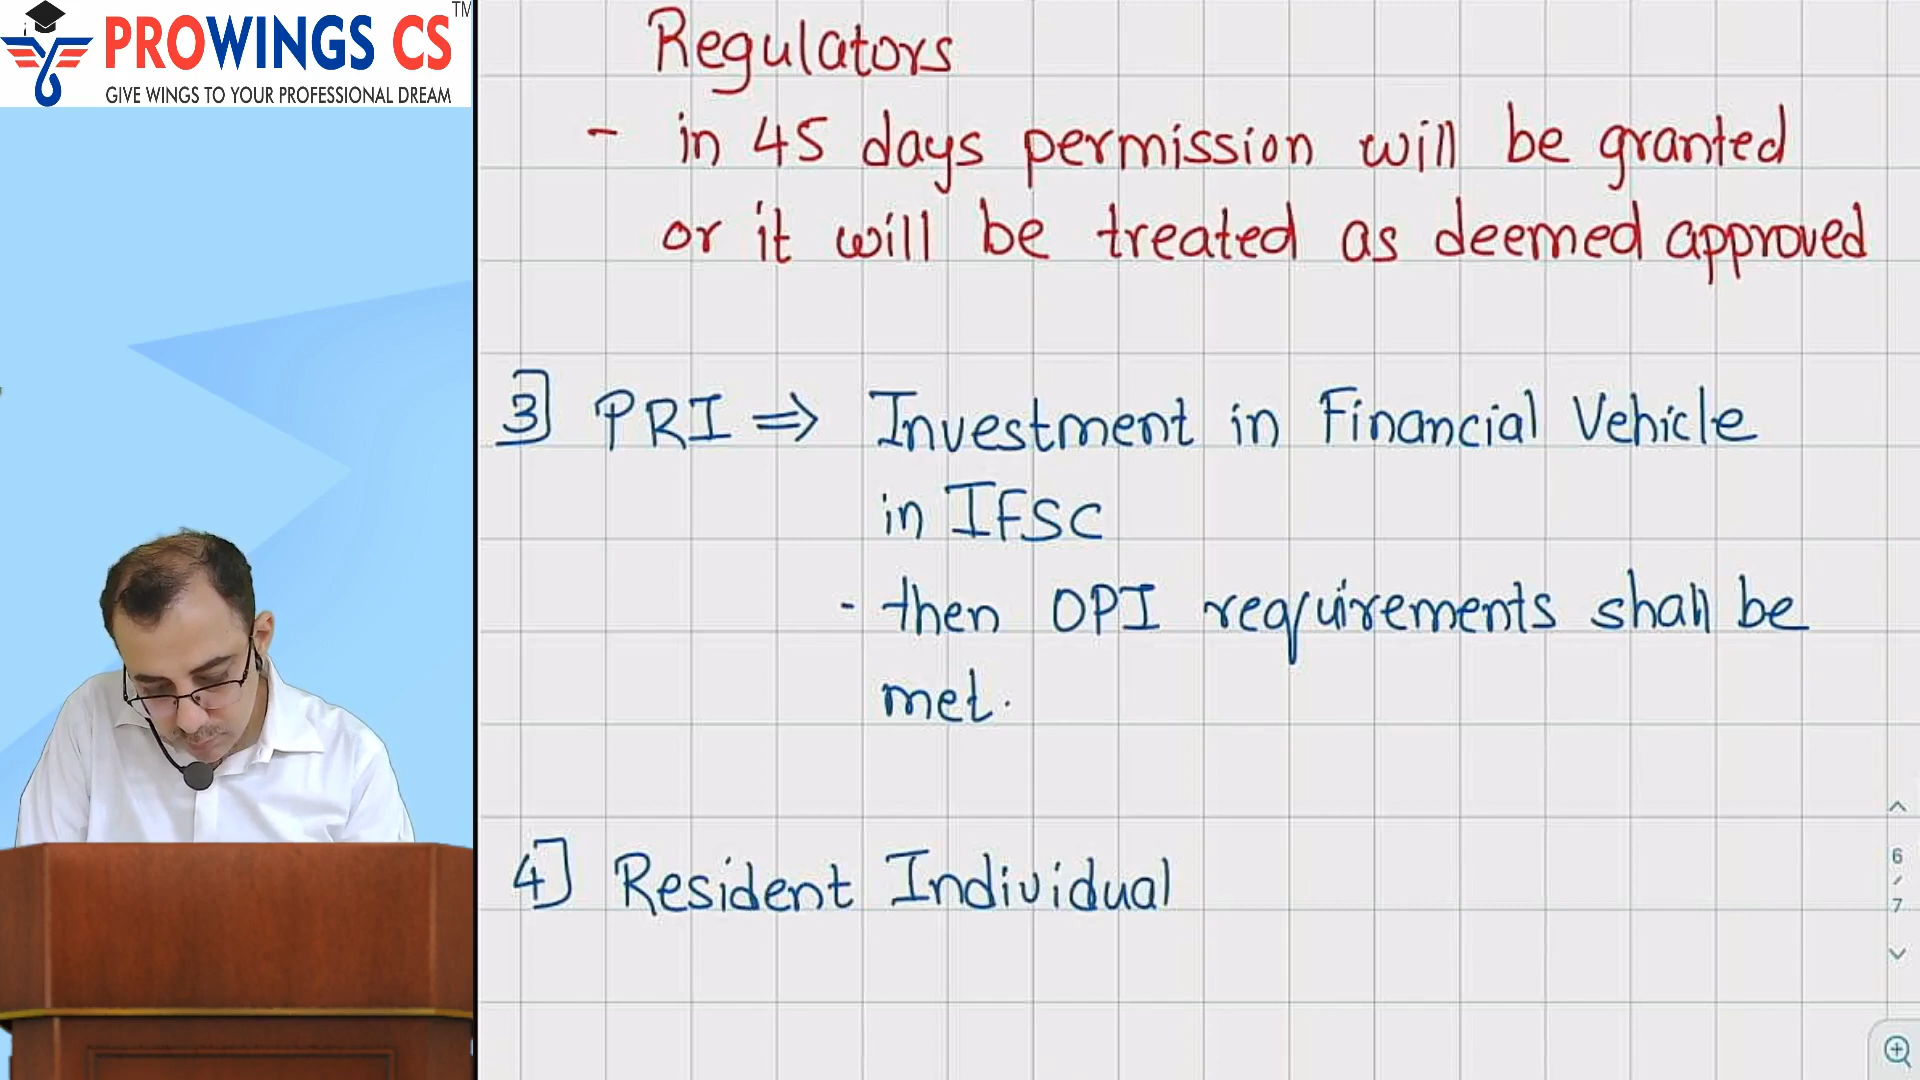 PROWINGS CS TM
GIVE WINGS TO YOUR PROFESSIONAL DREAM
Regulators
- in 45 days permission will be granted
or it will be treated as deemed approved
3] PRI ⇒ Investment in Financial Vehicle
in IFSC
- then OPI requirements shall be
met.
4] Resident Individual
6
/
7